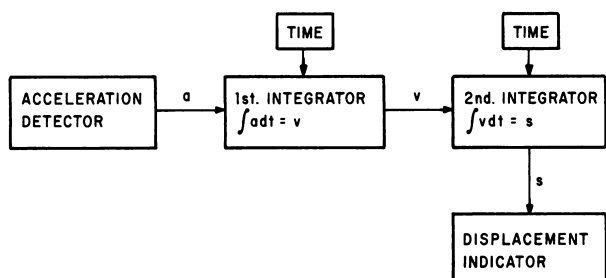 TIME
TIME
ACCELERATION
DETECTOR
a
1st. INTEGRATOR
∫adt = v
v
2nd. INTEGRATOR
∫vdt = s
s
DISPLACEMENT
INDICATOR